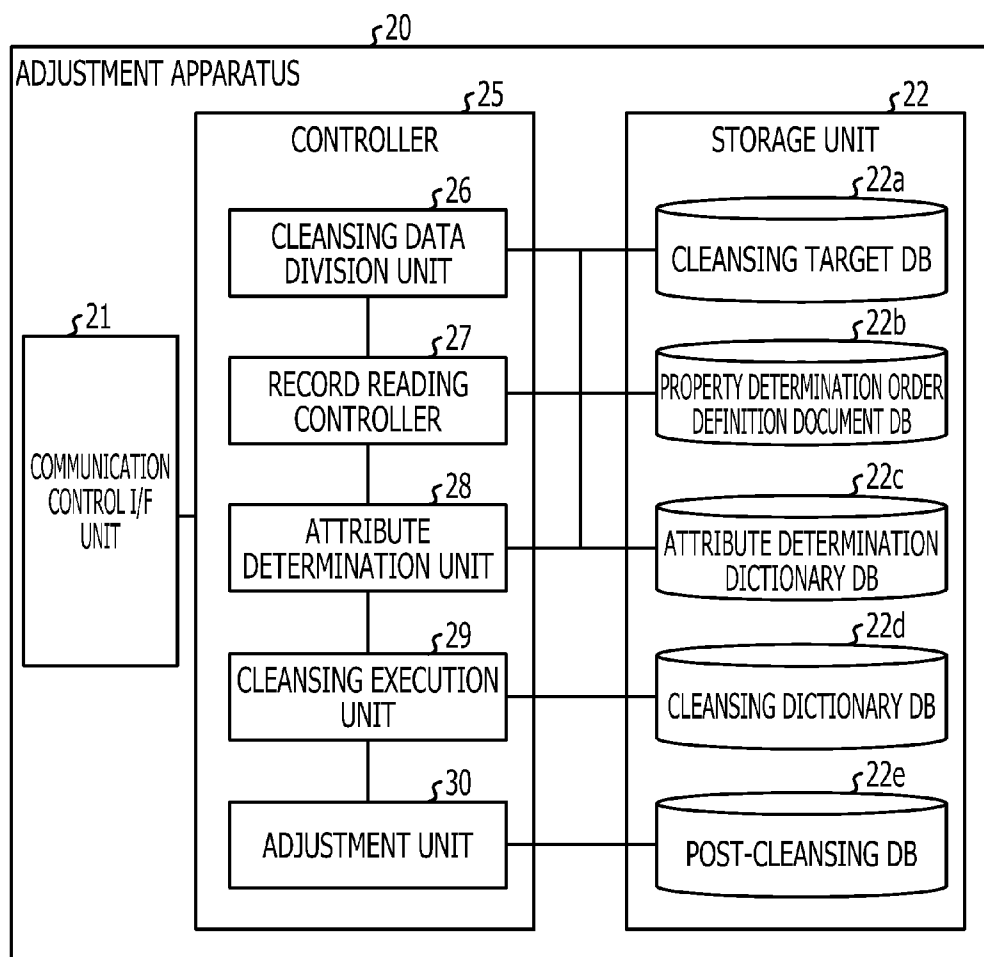 20
ADJUSTMENT APPARATUS
21
COMMUNICATION
CONTROL I/F
UNIT
25
CONTROLLER
26
CLEANSING DATA
DIVISION UNIT
27
RECORD READING
CONTROLLER
28
ATTRIBUTE
DETERMINATION UNIT
29
CLEANSING EXECUTION
UNIT
30
ADJUSTMENT UNIT
22
STORAGE UNIT
22a
CLEANSING TARGET DB
22b
PROPERTY DETERMINATION ORDER
DEFINITION DOCUMENT DB
22c
ATTRIBUTE DETERMINATION
DICTIONARY DB
22d
CLEANSING DICTIONARY DB
22e
POST-CLEANSING DB